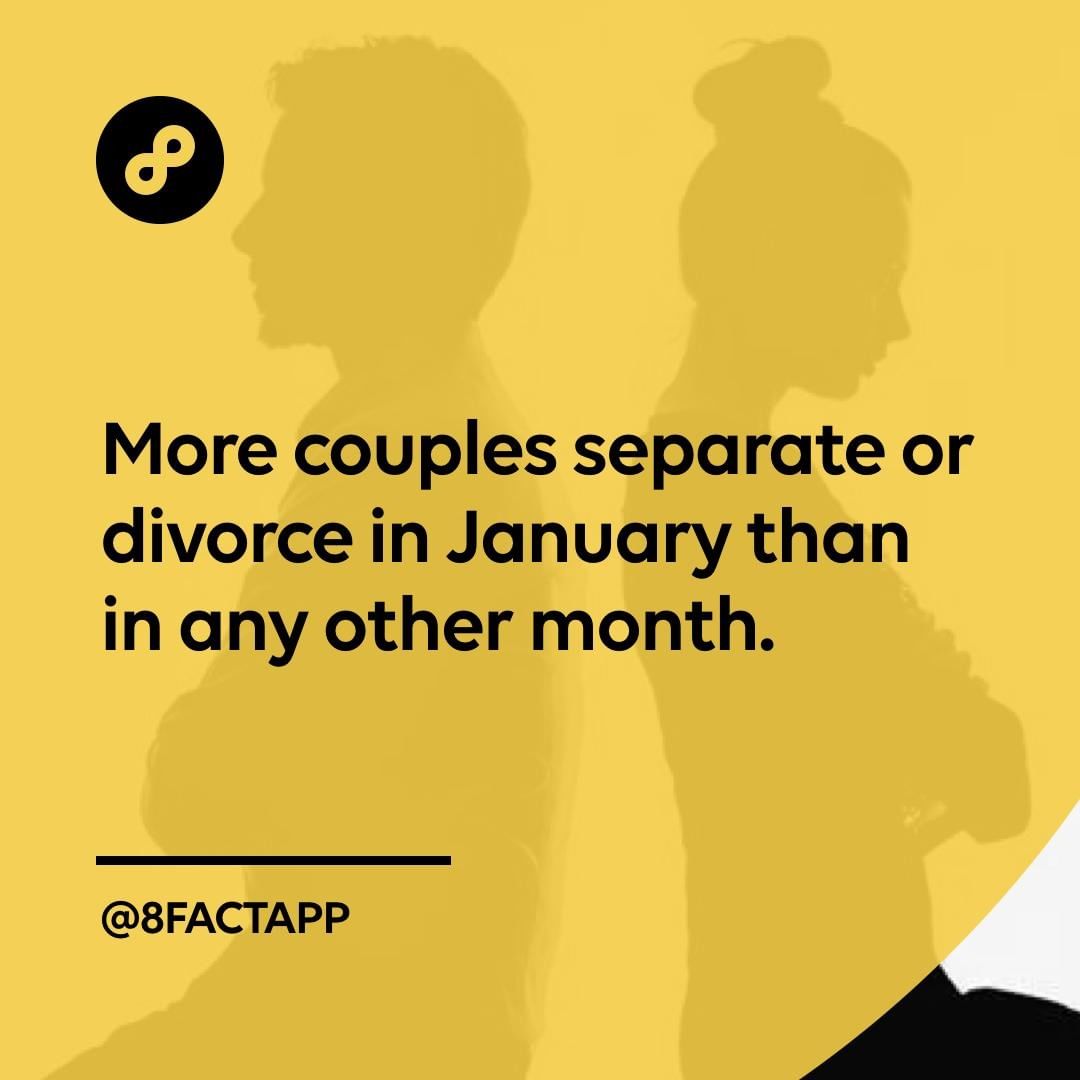 More couples separate or
divorce in January than
in any other month.
@8FACTAPP